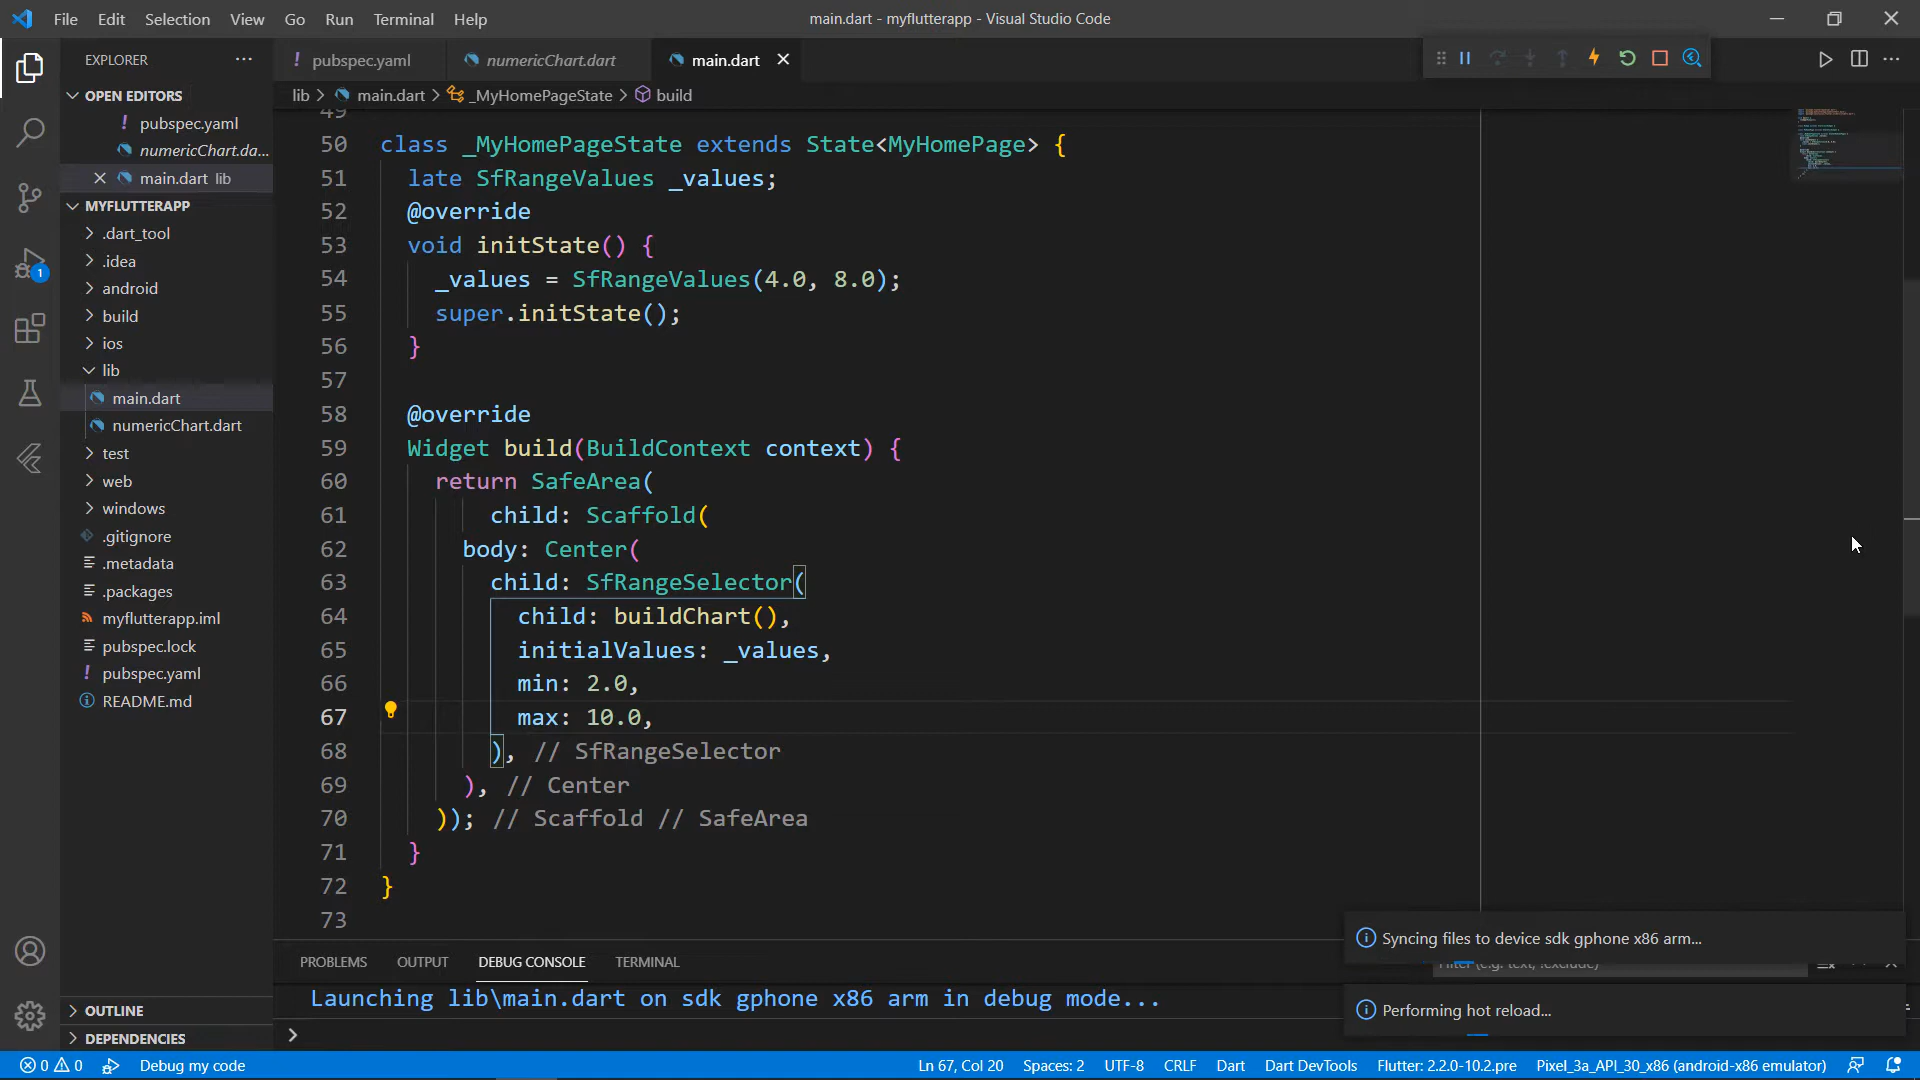 File Edit Selection View Go Run Terminal Help
main.dart - myflutterapp - Visual Studio Code
EXPLORER
OPEN EDITORS
! pubspec.yaml
numericChart.da...
main.dart lib
MYFLUTTERAPP
.dart_tool
.idea
android
build
ios
lib
main.dart
numericChart.dart
test
web
windows
.gitignore
.metadata
.packages
myflutterapp.iml
pubspec.lock
! pubspec.yaml
README.md
OUTLINE
DEPENDENCIES
1
! pubspec.yaml
numericChart.dart
main.dart
lib > main.dart > _MyHomePageState > build
49
50 class _MyHomePageState extends State<MyHomePage> {
51 late SfRangeValues _values;
52 @override
53 void initState() {
54 _values = SfRangeValues(4.0, 8.0);
55 super.initState();
56 }
57
58 @override
59 Widget build(BuildContext context) {
60 return SafeArea(
61 child: Scaffold(
62 body: Center(
63 child: SfRangeSelector(
64 child: buildChart(),
65 initialValues: _values,
66 min: 2.0,
67 max: 10.0,
68 ), // SfRangeSelector
69 ), // Center
70 )); // Scaffold // SafeArea
71 }
72 }
73
PROBLEMS OUTPUT DEBUG CONSOLE TERMINAL
Filter (e.g. text, !exclude)
Launching lib\main.dart on sdk gphone x86 arm in debug mode...
>
Syncing files to device sdk gphone x86 arm...
Performing hot reload...
0 0 Debug my code
Ln 67, Col 20 Spaces: 2 UTF-8 CRLF Dart Dart DevTools Flutter: 2.2.0-10.2.pre Pixel_3a_API_30_x86 (android-x86 emulator)